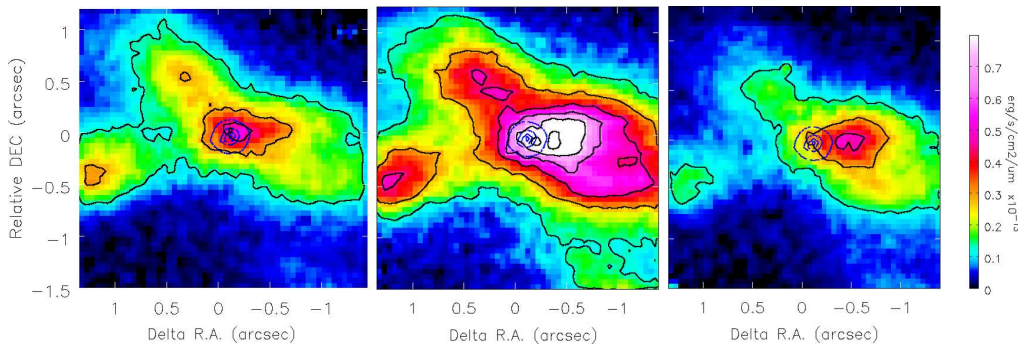 1
0.5
0
−0.5
−1
−1.5
Relative DEC (arcsec)
1 0.5 0 −0.5 −1
1 0.5 0 −0.5 −1
1 0.5 0 −0.5 −1
Delta R.A. (arcsec)
Delta R.A. (arcsec)
Delta R.A. (arcsec)
0.7
0.6
0.5
0.4
0.3
0.2
0.1
0
erg/s/cm2/um